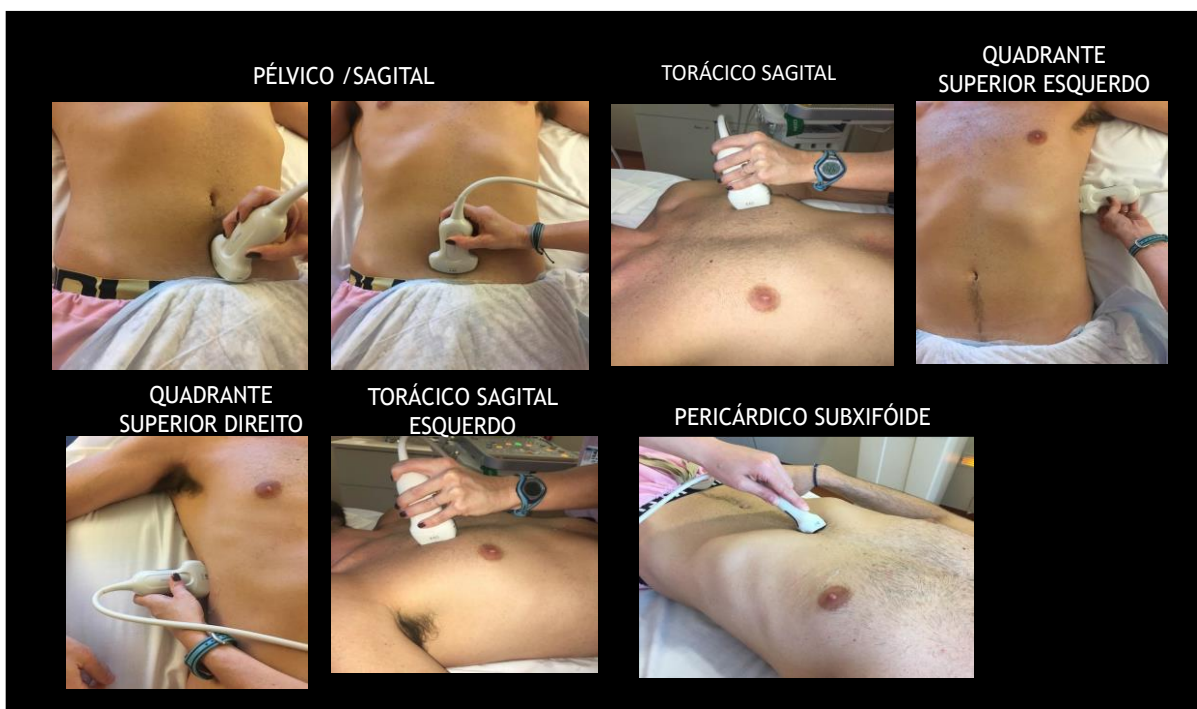 PÉLVICO /SAGITAL
TORÁCICO SAGITAL
QUADRANTE
SUPERIOR ESQUERDO
QUADRANTE
SUPERIOR DIREITO
TORÁCICO SAGITAL
ESQUERDO
PERICÁRDICO SUBXIFÓIDE